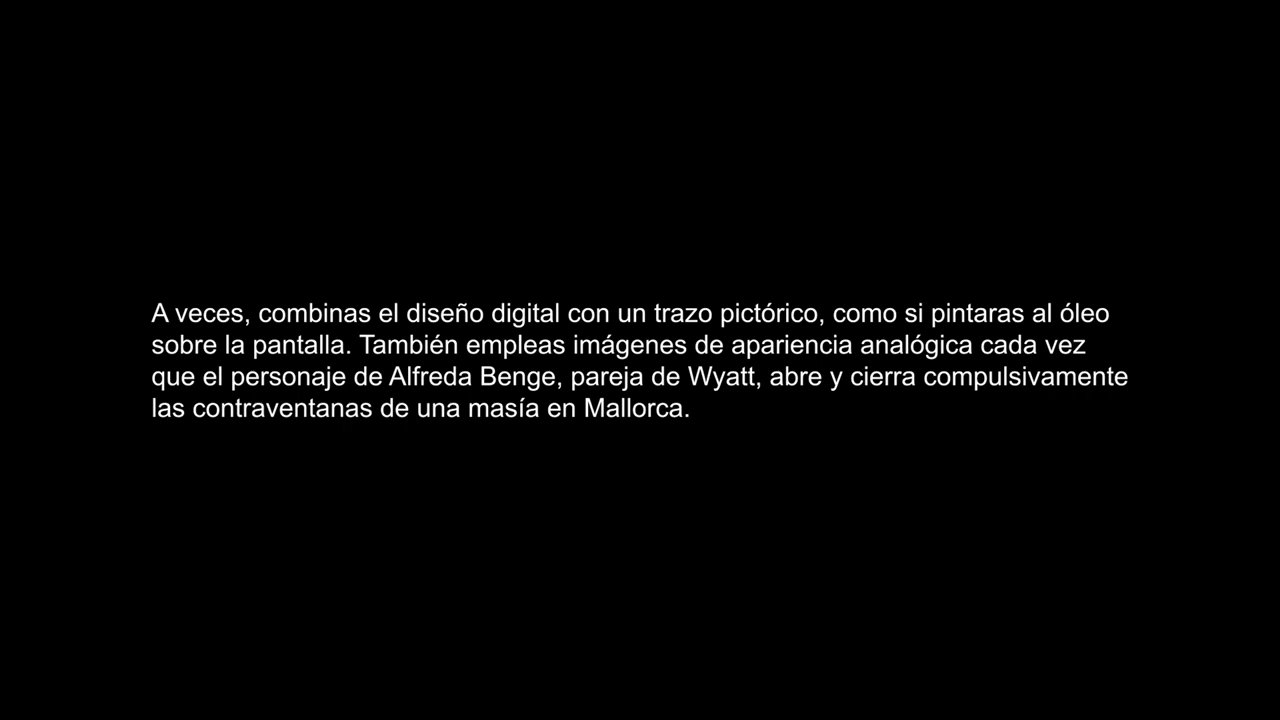 A veces, combinas el diseño digital con un trazo pictórico, como si pintaras al óleo
sobre la pantalla. También empleas imágenes de apariencia analógica cada vez
que el personaje de Alfreda Benge, pareja de Wyatt, abre y cierra compulsivamente
las contraventanas de una masía en Mallorca.